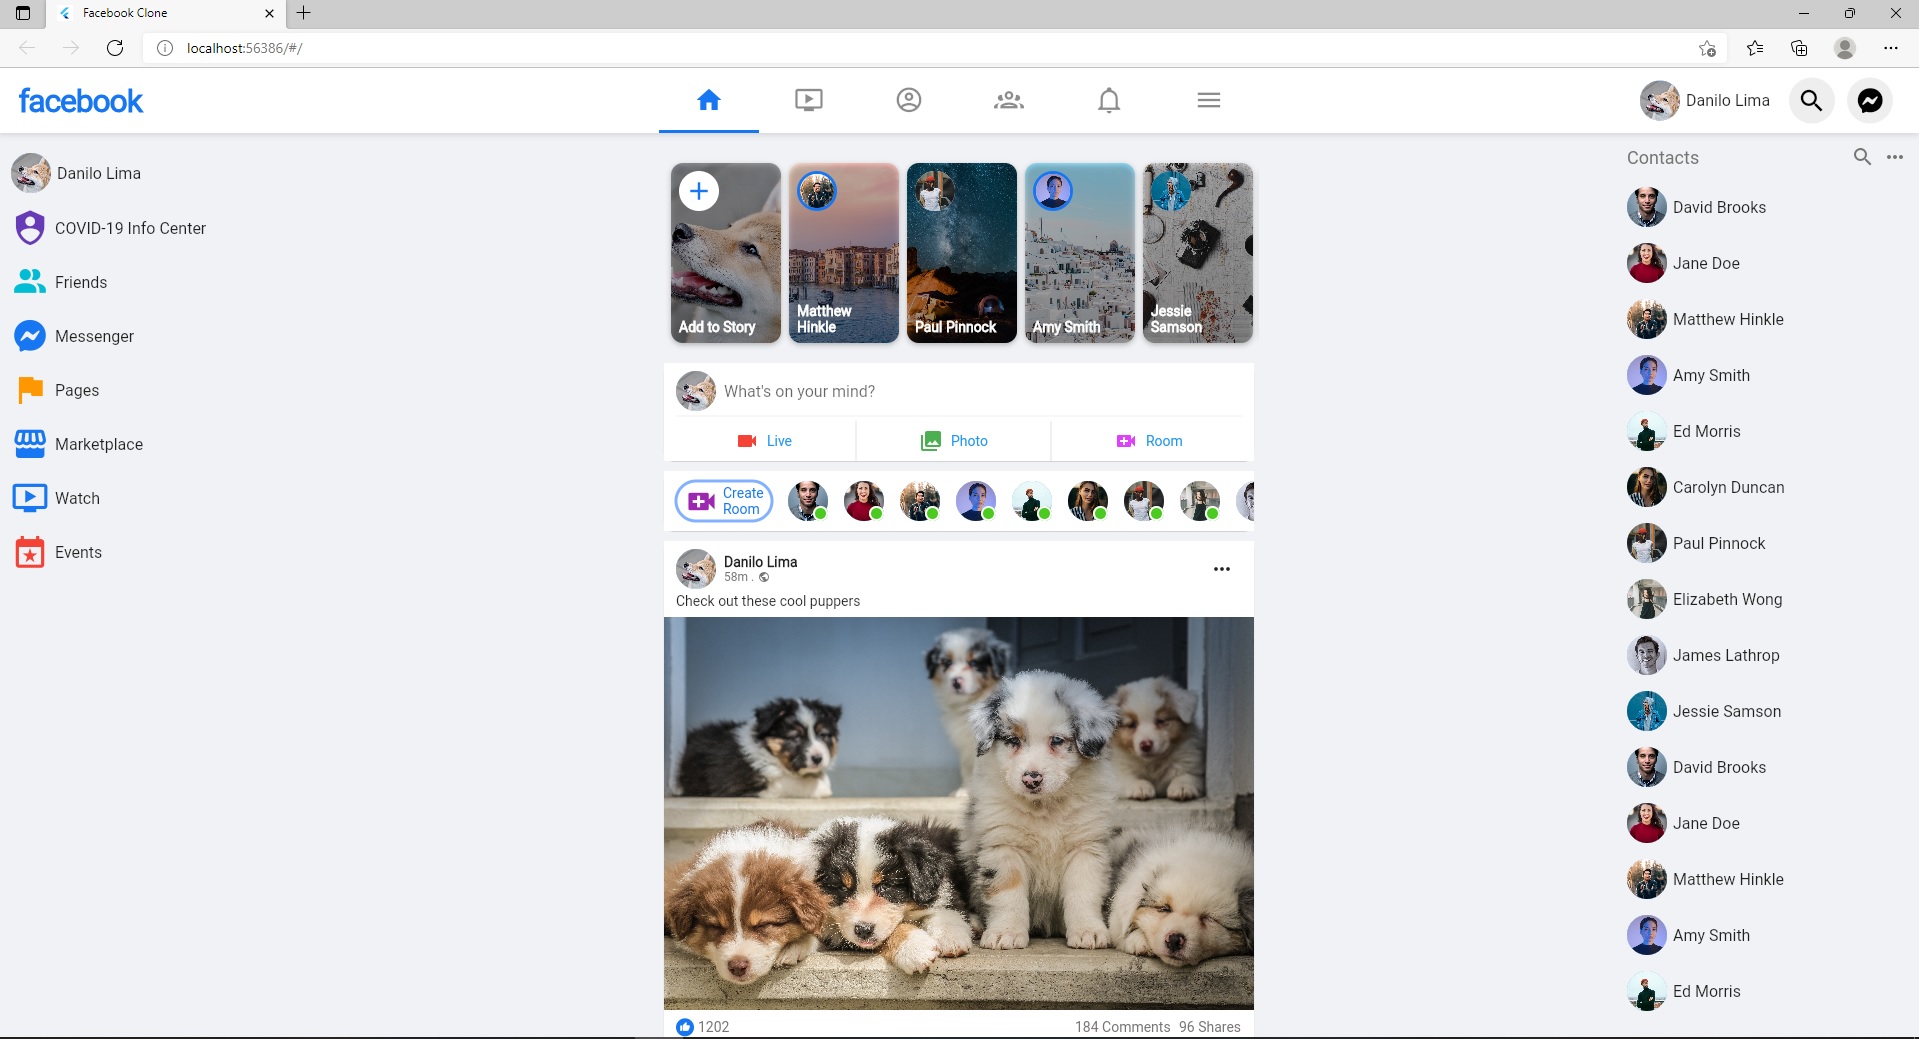 Facebook Clone
localhost:56386/#/
facebook
Danilo Lima
Danilo Lima
COVID-19 Info Center
Friends
Messenger
Pages
Marketplace
Watch
Events
Add to Story
Matthew
Hinkle
Paul Pinnock
Amy Smith
Jessie
Samson
What's on your mind?
Live
Photo
Room
Create
Room
Danilo Lima
58m .
Check out these cool puppers
1202
184 Comments 96 Shares
Contacts
David Brooks
Jane Doe
Matthew Hinkle
Amy Smith
Ed Morris
Carolyn Duncan
Paul Pinnock
Elizabeth Wong
James Lathrop
Jessie Samson
David Brooks
Jane Doe
Matthew Hinkle
Amy Smith
Ed Morris